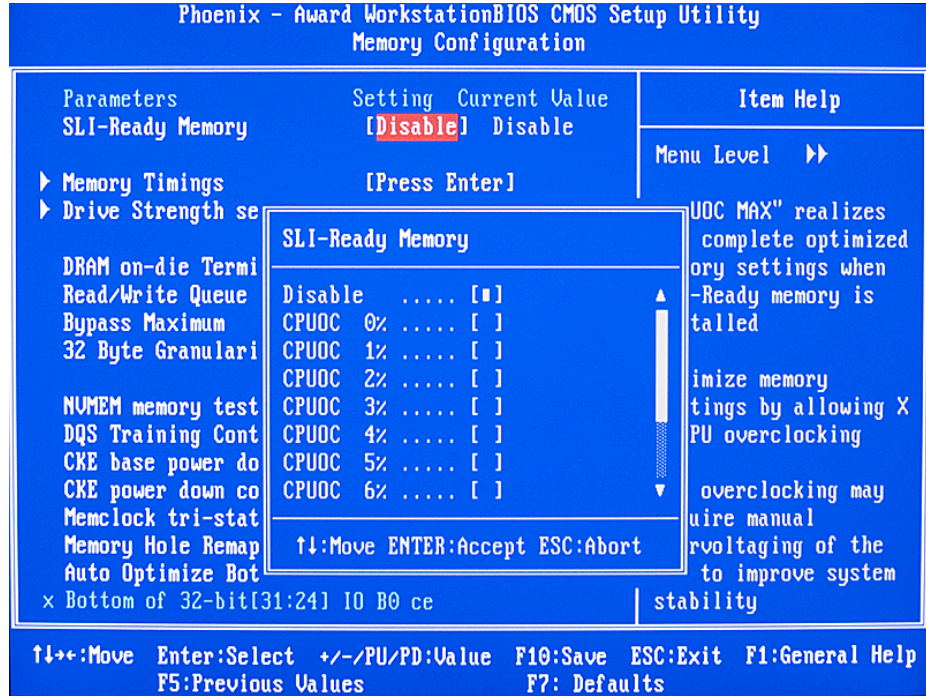 Phoenix - Award WorkstationBIOS CMOS Setup Utility
Memory Configuration
Parameters Setting Current Value
SLI-Ready Memory [Disable] Disable
Memory Timings [Press Enter]
Drive Strength se
DRAM on-die Termi
Read/Write Queue
Bypass Maximum
32 Byte Granulari
NVMEM memory test
DQS Training Cont
CKE base power do
CKE power down co
Memclock tri-stat
Memory Hole Remap
Auto Optimize Bot
x Bottom of 32-bit[31:24] IO B0 ce
SLI-Ready Memory
Disable ..... [■]
CPUOC 0% ..... [ ]
CPUOC 1% ..... [ ]
CPUOC 2% ..... [ ]
CPUOC 3% ..... [ ]
CPUOC 4% ..... [ ]
CPUOC 5% ..... [ ]
CPUOC 6% ..... [ ]
↑↓:Move ENTER:Accept ESC:Abort
Item Help
Menu Level ▶▶
UOC MAX" realizes
complete optimized
ory settings when
-Ready memory is
talled
imize memory
tings by allowing X
PU overclocking
overclocking may
uire manual
rvoltaging of the
to improve system
stability
↑↓→←:Move Enter:Select +/-/PU/PD:Value F10:Save ESC:Exit F1:General Help
F5:Previous Values F7: Defaults